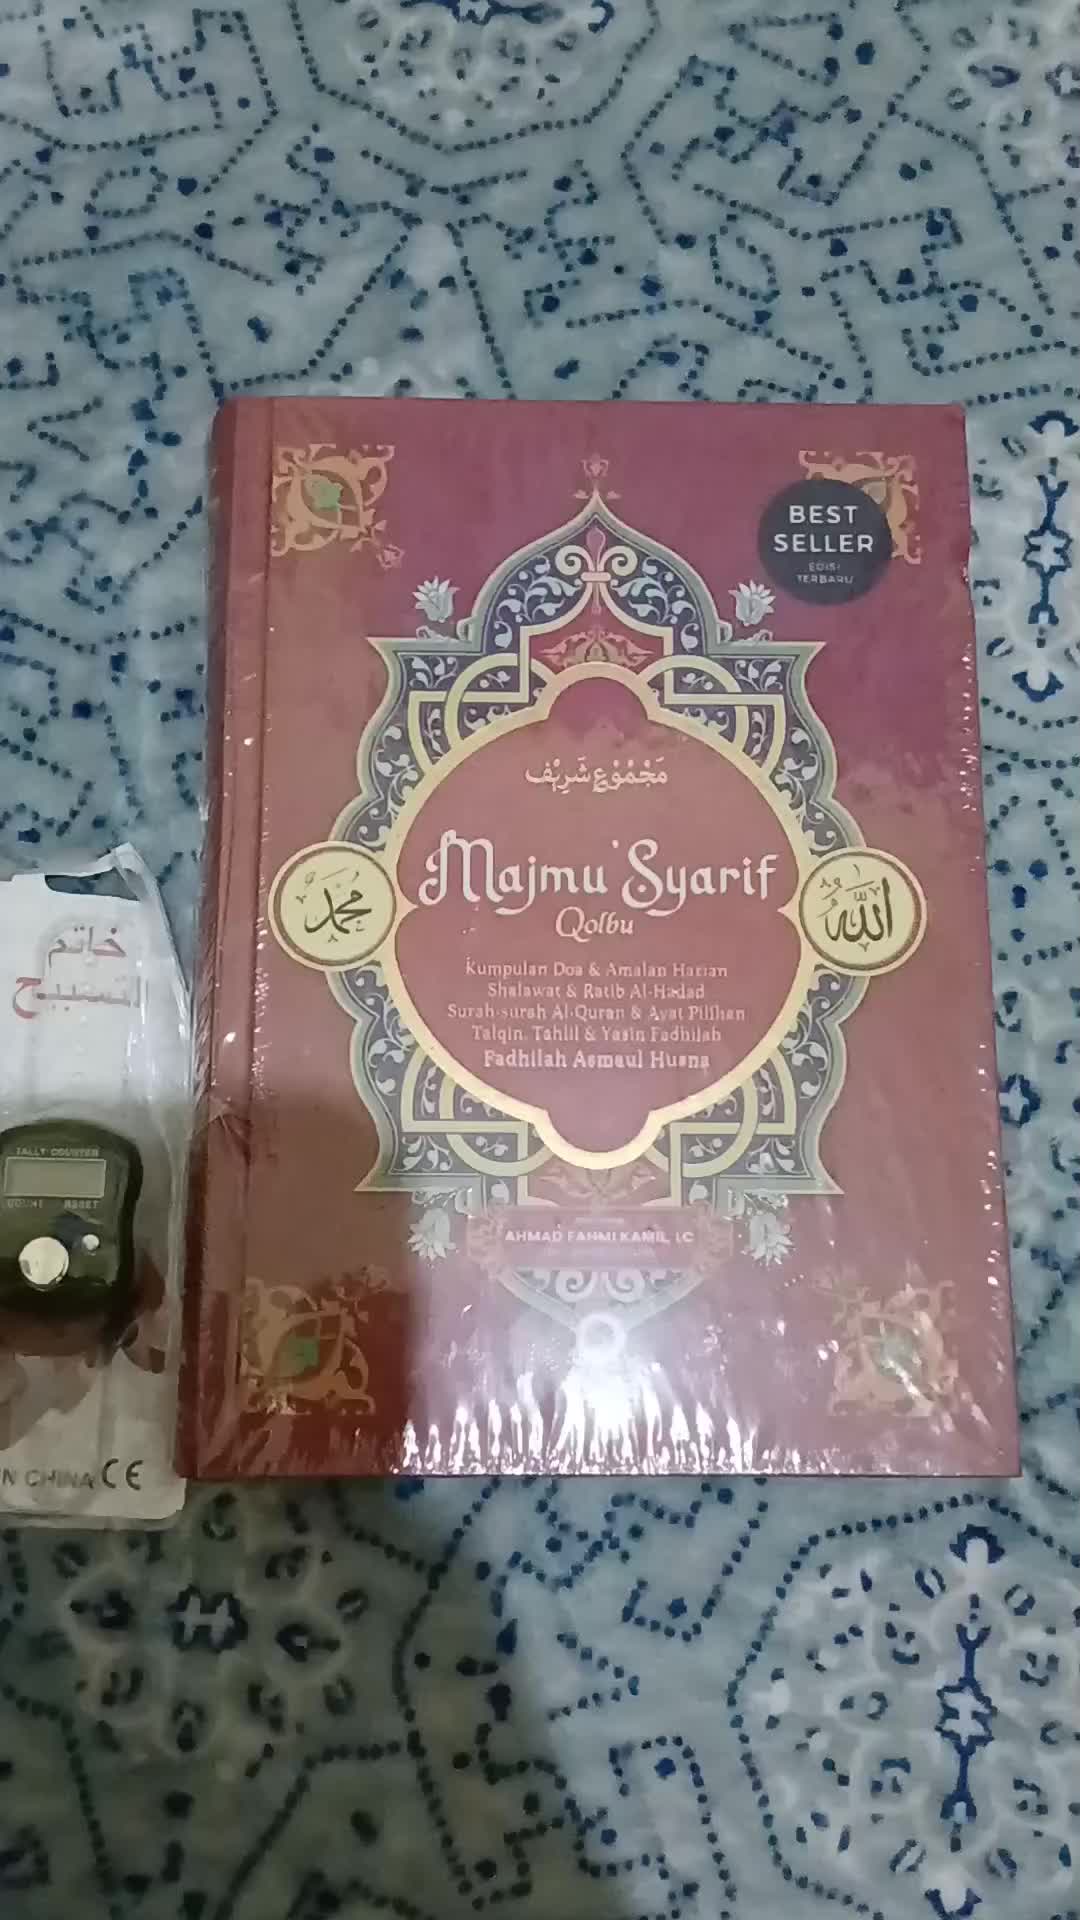 BEST
SELLER
EDISI
TERBARU
مَجْمُوْع شَرِيْف
Majmu' Syarif
Qolbu
محمد
الله
Kumpulan Doa & Amalan Harian
Shalawat & Ratib Al-Hadad
Surah-surah Al-Quran & Ayat Pilihan
Talqin, Tahlil & Yasin Fadhilah
Fadhilah Asmaul Husna
AHMAD FAHMI KAMIL, LC
خاتم
التسبيح
TALLY COUNTER
COUNT RESET
IN CHINA CE